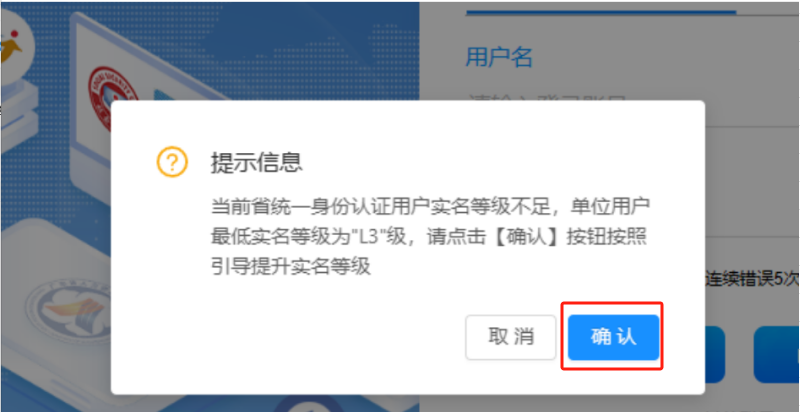 用户名
提示信息
当前省统一身份认证用户实名等级不足，单位用户
最低实名等级为"L3"级，请点击【确认】按钮按照
引导提升实名等级
连续错误5次
取 消
确 认